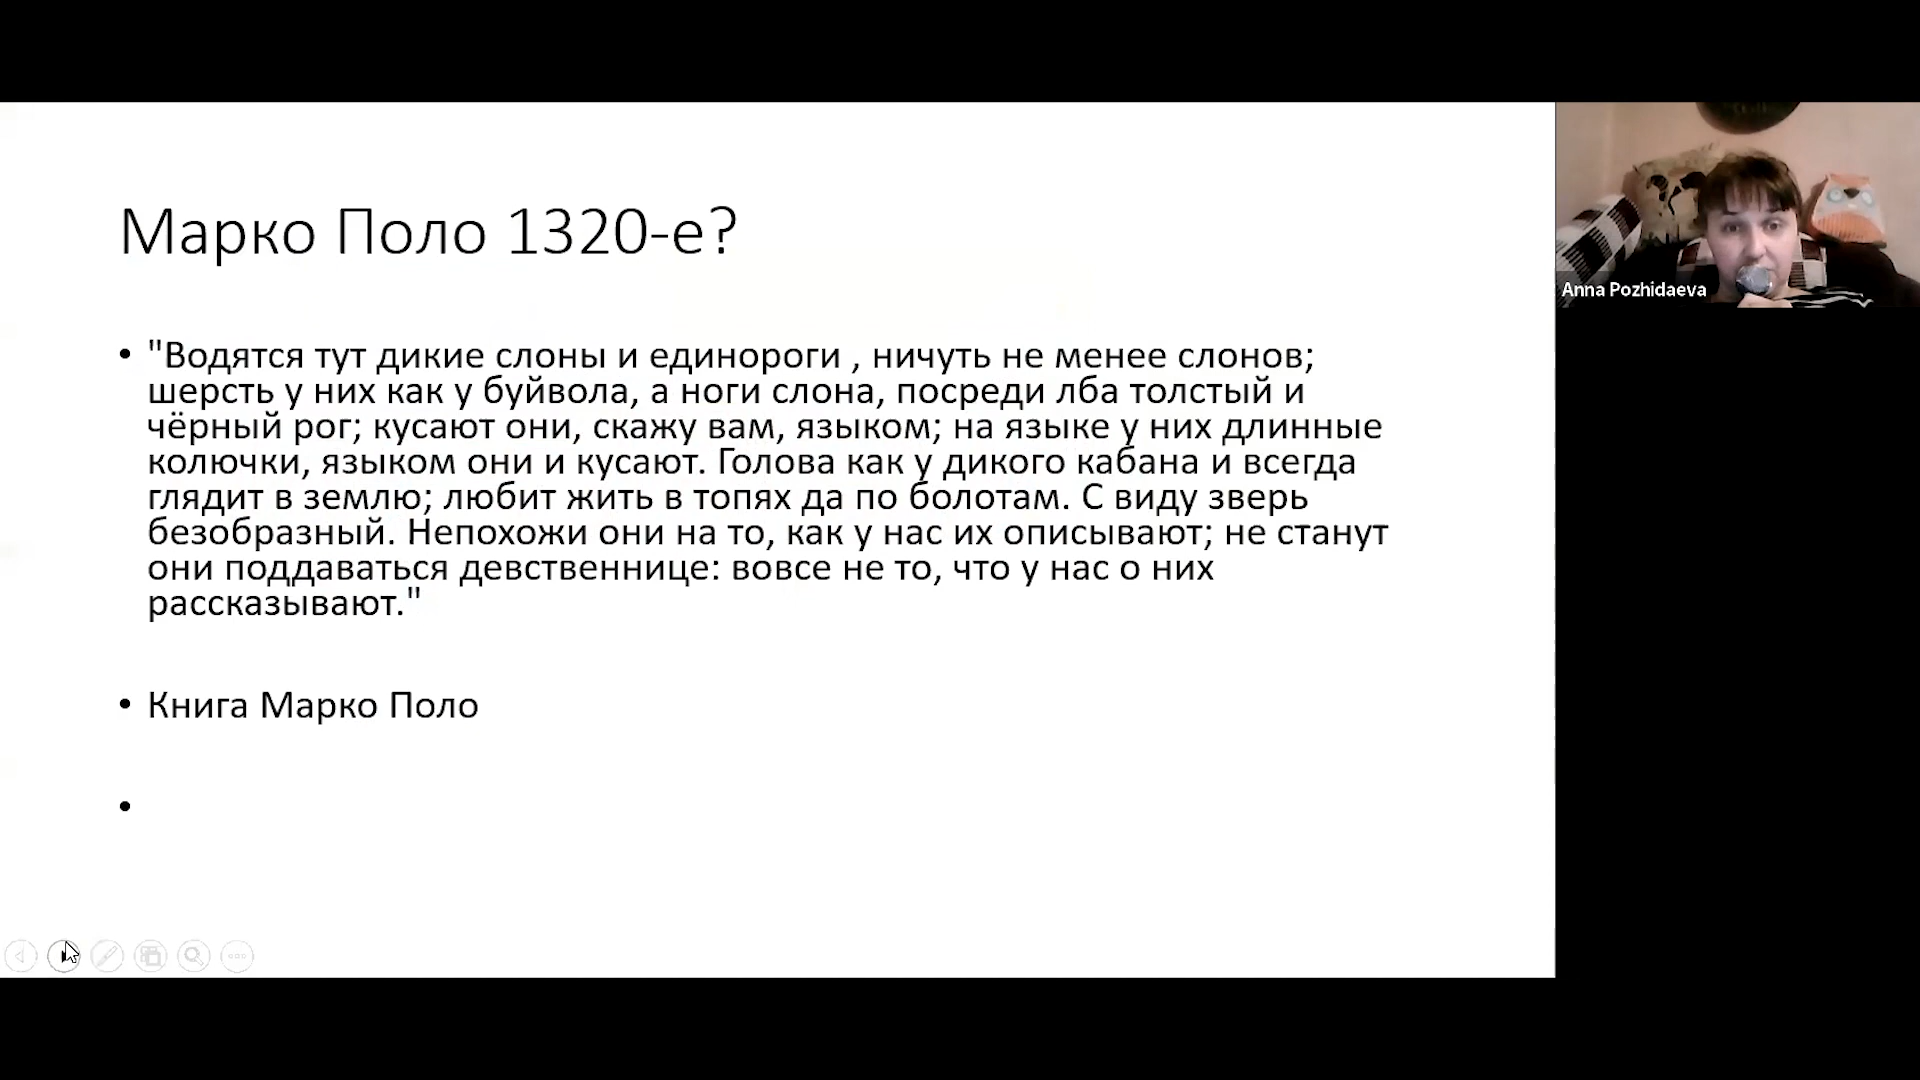 Марко Поло 1320-е?
Anna Pozhidaeva
• "Водятся тут дикие слоны и единороги , ничуть не менее слонов;
шерсть у них как у буйвола, а ноги слона, посреди лба толстый и
чёрный рог; кусают они, скажу вам, языком; на языке у них длинные
колючки, языком они и кусают. Голова как у дикого кабана и всегда
глядит в землю; любит жить в топях да по болотам. С виду зверь
безобразный. Непохожи они на то, как у нас их описывают; не станут
они поддаваться девственнице: вовсе не то, что у нас о них
рассказывают."
• Книга Марко Поло
•